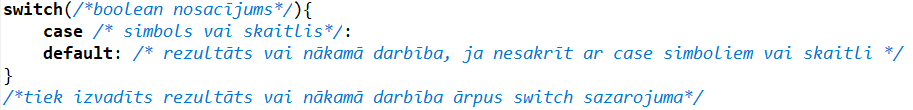 switch(/*boolean nosacījums*/){
    case /* simbols vai skaitlis*/:
    default: /* rezultāts vai nākamā darbība, ja nesakrīt ar case simboliem vai skaitli */
}
/*tiek izvadīts rezultāts vai nākamā darbība ārpus switch sazarojuma*/